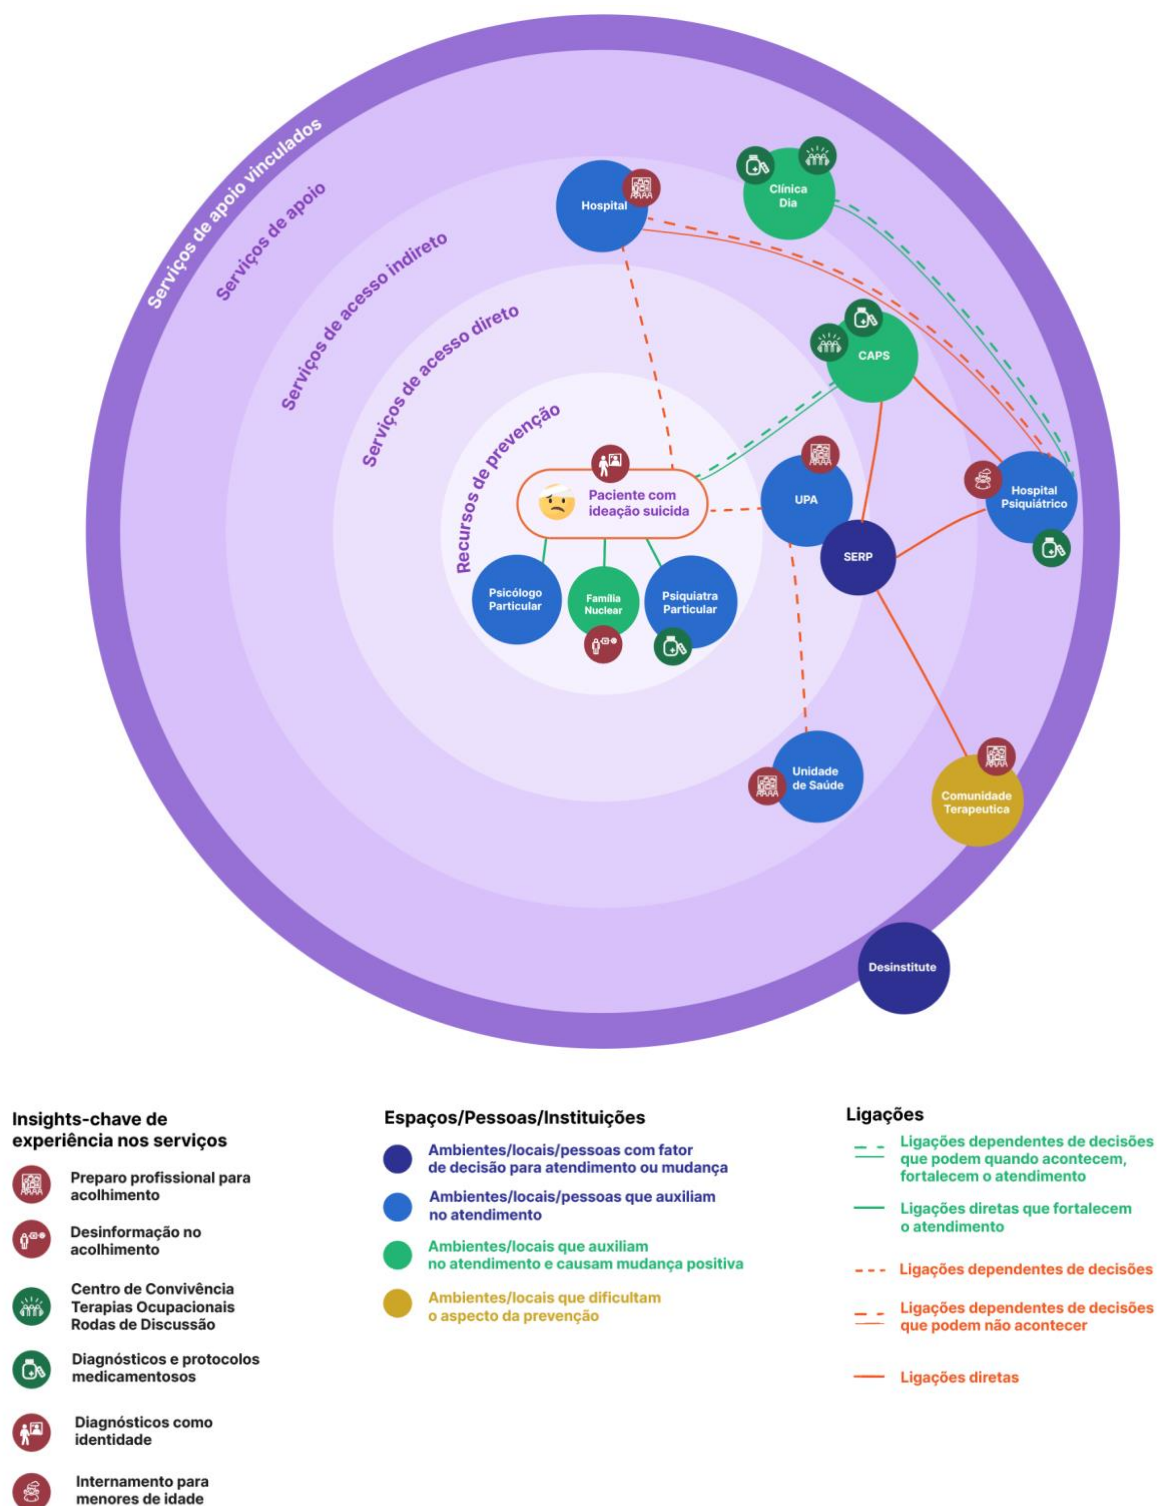 Serviços de apoio vinculados
Serviços de apoio
Serviços de acesso indireto
Serviços de acesso direto
Recursos de prevenção
Hospital
Clínica
Dia
CAPS
Paciente com
ideação suicida
UPA
Hospital
Psiquiátrico
SERP
Psicólogo
Particular
Família
Nuclear
Psiquiatra
Particular
Unidade
de Saúde
Comunidade
Terapeutica
Desinstitute
Insights-chave de
experiência nos serviços
Preparo profissional para
acolhimento
Desinformação no
acolhimento
Centro de Convivência
Terapias Ocupacionais
Rodas de Discussão
Diagnósticos e protocolos
medicamentosos
Diagnósticos como
identidade
Internamento para
menores de idade
Espaços/Pessoas/Instituições
Ambientes/locais/pessoas com fator
de decisão para atendimento ou mudança
Ambientes/locais/pessoas que auxiliam
no atendimento
Ambientes/locais que auxiliam
no atendimento e causam mudança positiva
Ambientes/locais que dificultam
o aspecto da prevenção
Ligações
Ligações dependentes de decisões
que podem quando acontecem,
fortalecem o atendimento
Ligações diretas que fortalecem
o atendimento
Ligações dependentes de decisões
Ligações dependentes de decisões
que podem não acontecer
Ligações diretas